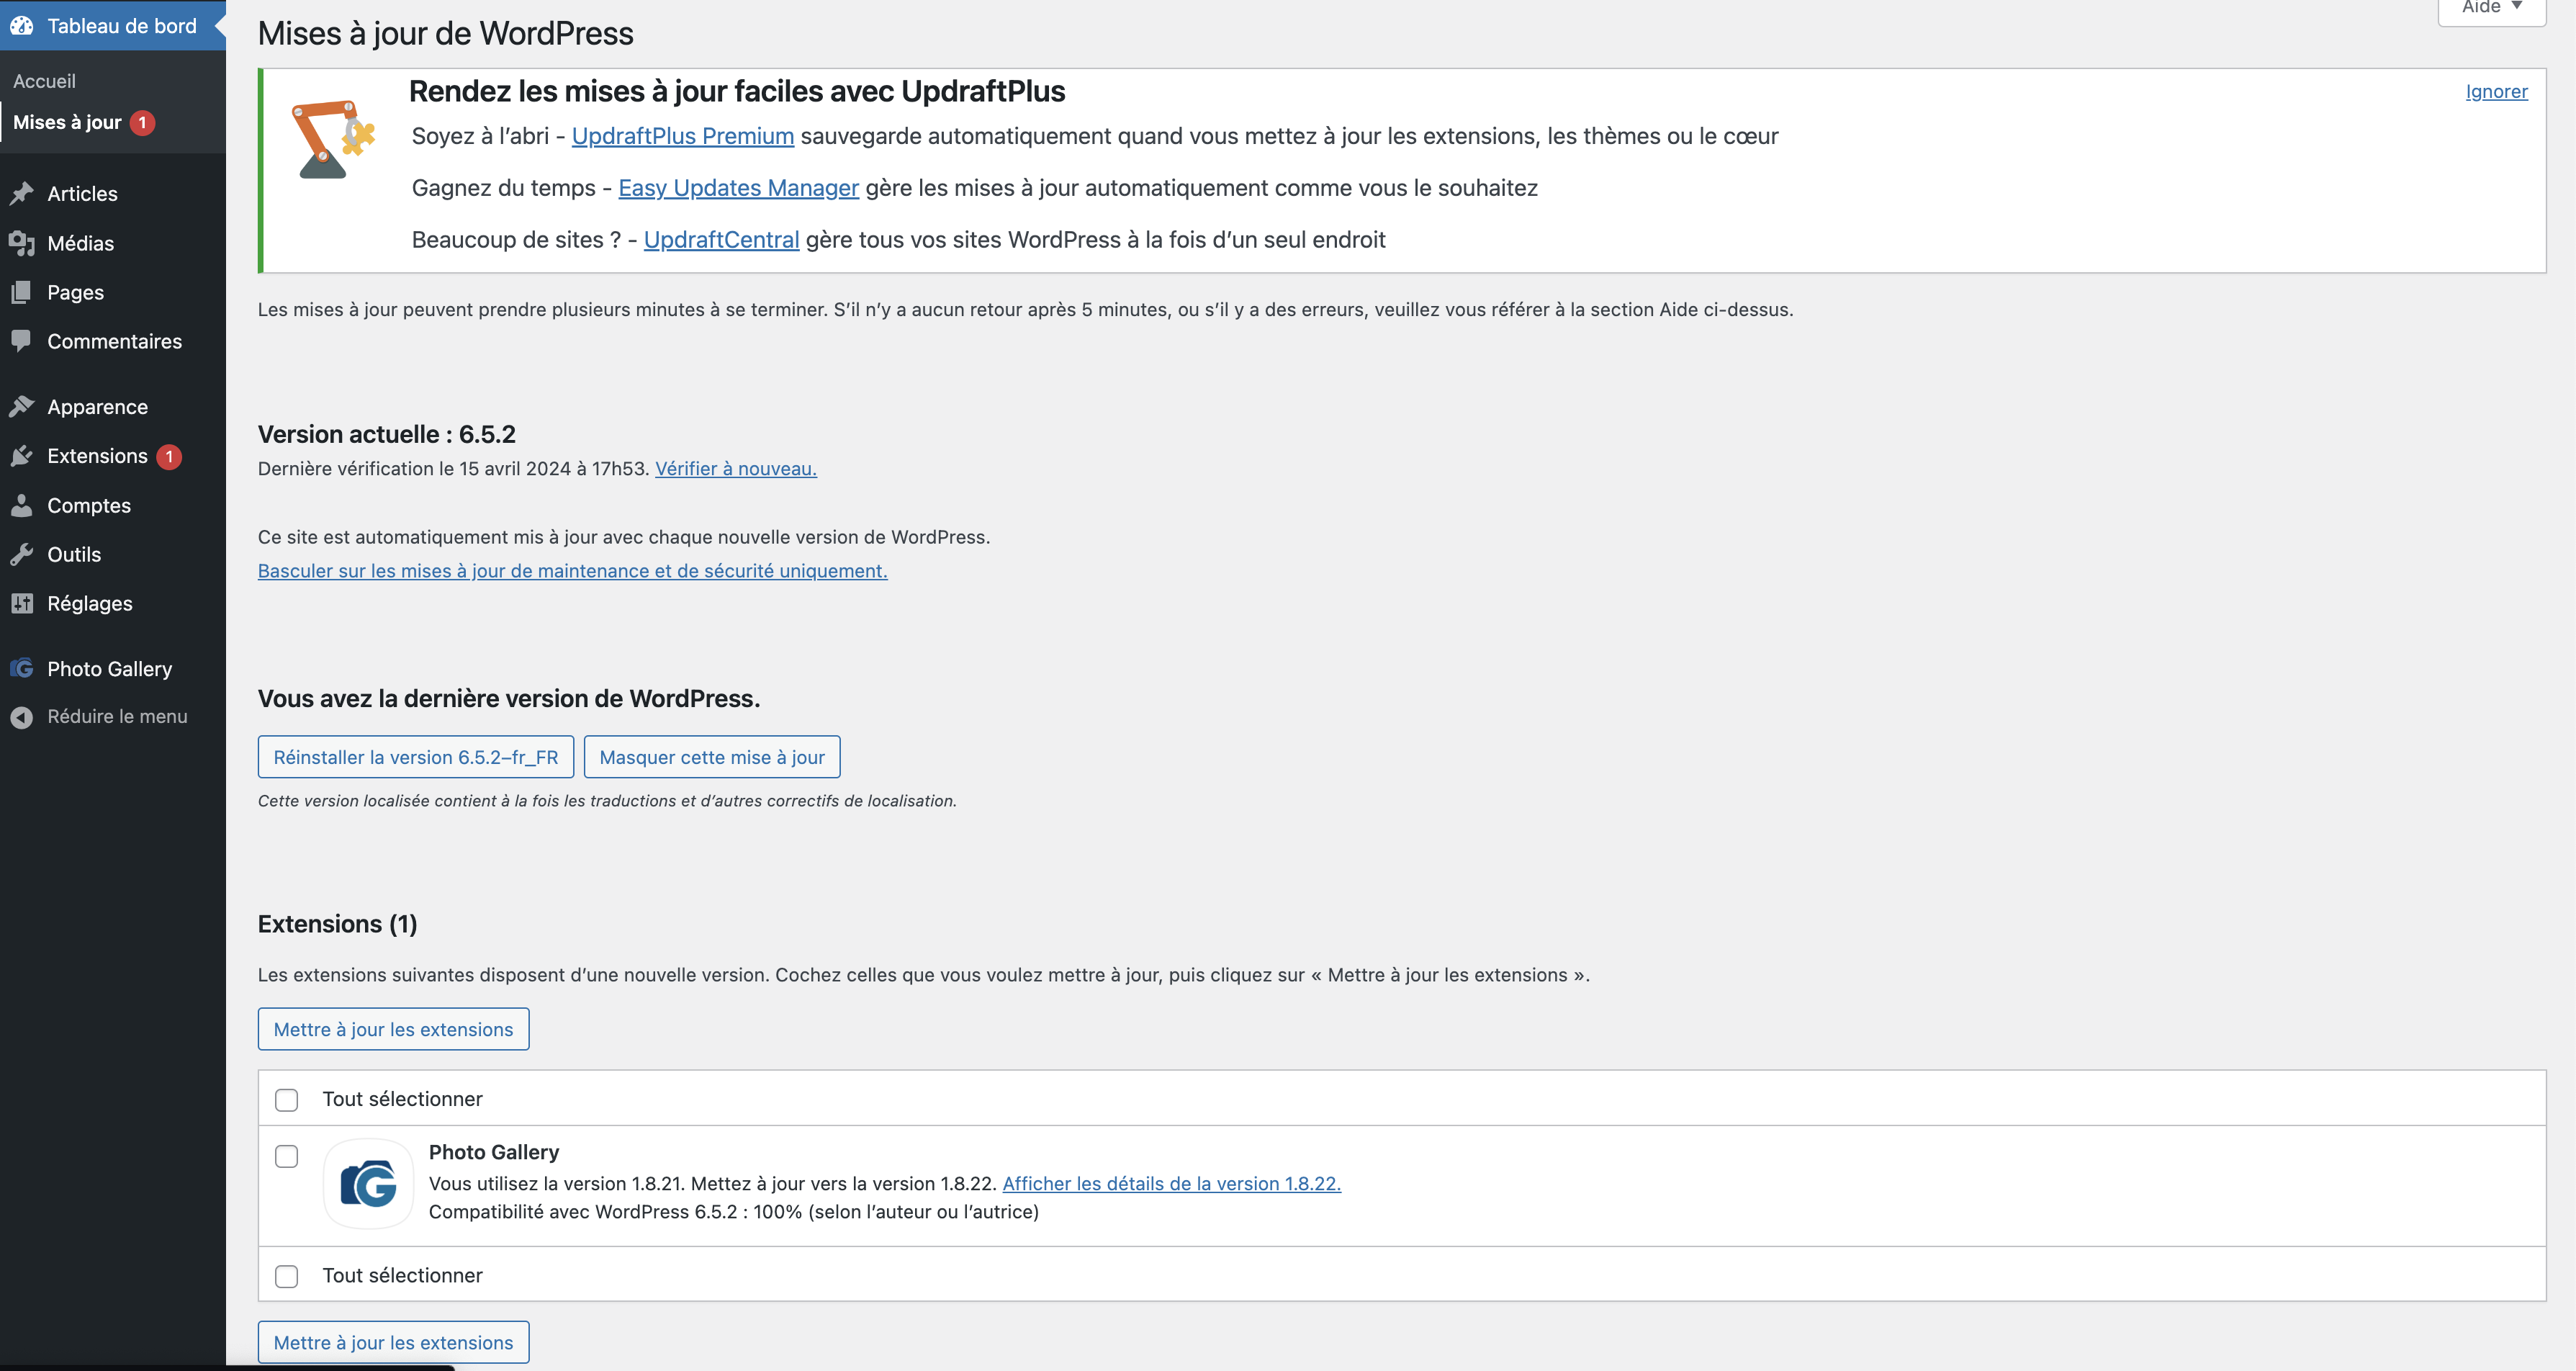 Tableau de bord
Accueil
Mises à jour 1
Articles
Médias
Pages
Commentaires
Apparence
Extensions 1
Comptes
Outils
Réglages
Photo Gallery
Réduire le menu
Aide
Mises à jour de WordPress
Rendez les mises à jour faciles avec UpdraftPlus
Ignorer
Soyez à l’abri - UpdraftPlus Premium sauvegarde automatiquement quand vous mettez à jour les extensions, les thèmes ou le cœur
Gagnez du temps - Easy Updates Manager gère les mises à jour automatiquement comme vous le souhaitez
Beaucoup de sites ? - UpdraftCentral gère tous vos sites WordPress à la fois d’un seul endroit
Les mises à jour peuvent prendre plusieurs minutes à se terminer. S’il n’y a aucun retour après 5 minutes, ou s’il y a des erreurs, veuillez vous référer à la section Aide ci-dessus.
Version actuelle : 6.5.2
Dernière vérification le 15 avril 2024 à 17h53. Vérifier à nouveau.
Ce site est automatiquement mis à jour avec chaque nouvelle version de WordPress.
Basculer sur les mises à jour de maintenance et de sécurité uniquement.
Vous avez la dernière version de WordPress.
Réinstaller la version 6.5.2–fr_FR Masquer cette mise à jour
Cette version localisée contient à la fois les traductions et d’autres correctifs de localisation.
Extensions (1)
Les extensions suivantes disposent d’une nouvelle version. Cochez celles que vous voulez mettre à jour, puis cliquez sur « Mettre à jour les extensions ».
Mettre à jour les extensions
Tout sélectionner
Photo Gallery
Vous utilisez la version 1.8.21. Mettez à jour vers la version 1.8.22. Afficher les détails de la version 1.8.22.
Compatibilité avec WordPress 6.5.2 : 100% (selon l’auteur ou l’autrice)
Tout sélectionner
Mettre à jour les extensions